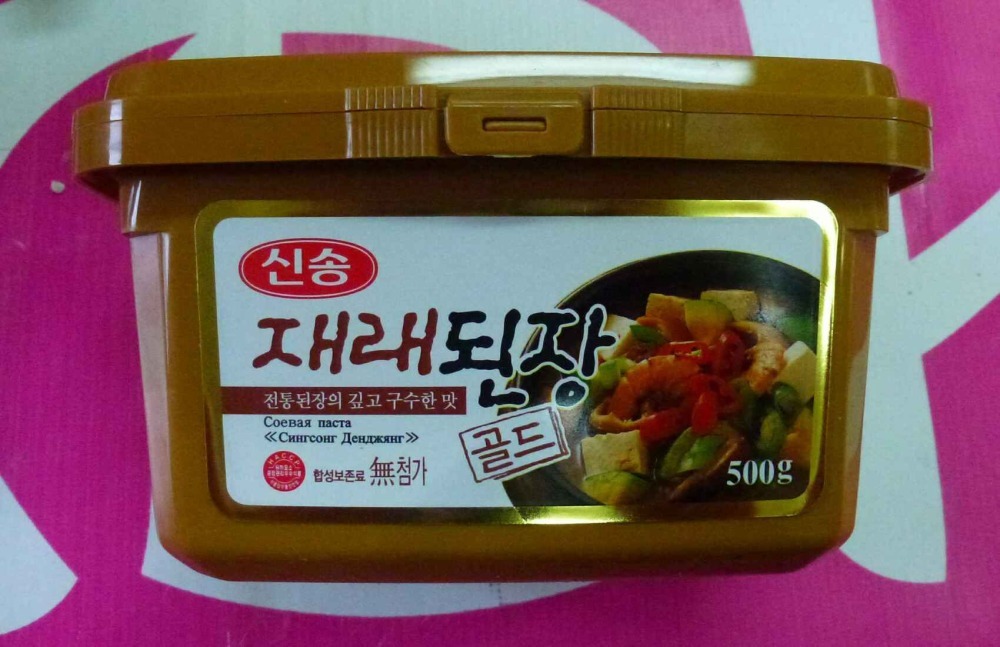 신송
재래된장
전통된장의 깊고 구수한 맛
Соевая паста
≪Сингсонг Денджянг≫
골드
HACCP
합성보존료 無첨가
500g